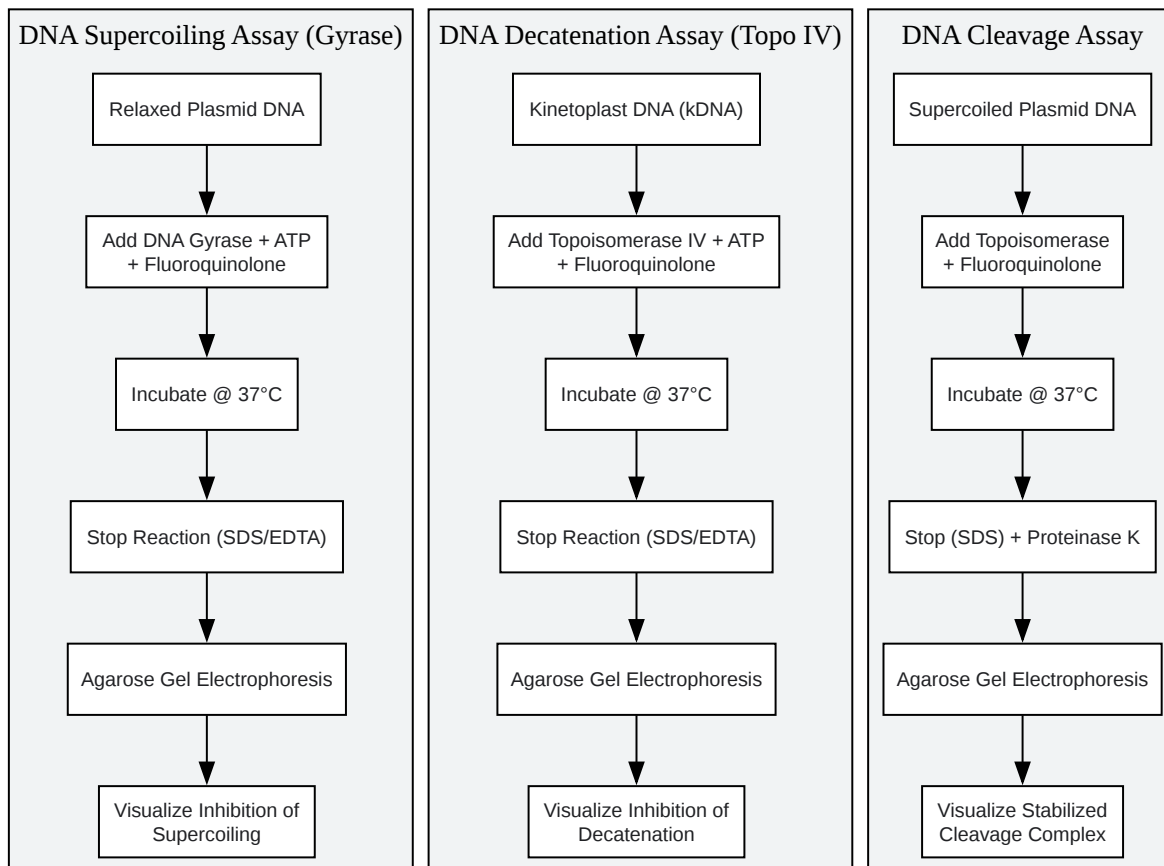 DNA Supercoiling Assay (Gyrase)
Relaxed Plasmid DNA
Add DNA Gyrase + ATP
+ Fluoroquinolone
Incubate @ 37°C
Stop Reaction (SDS/EDTA)
Agarose Gel Electrophoresis
Visualize Inhibition of
Supercoiling
DNA Decatenation Assay (Topo IV)
Kinetoplast DNA (kDNA)
Add Topoisomerase IV + ATP
+ Fluoroquinolone
Incubate @ 37°C
Stop Reaction (SDS/EDTA)
Agarose Gel Electrophoresis
Visualize Inhibition of
Decatenation
DNA Cleavage Assay
Supercoiled Plasmid DNA
Add Topoisomerase
+ Fluoroquinolone
Incubate @ 37°C
Stop (SDS) + Proteinase K
Agarose Gel Electrophoresis
Visualize Stabilized
Cleavage Complex